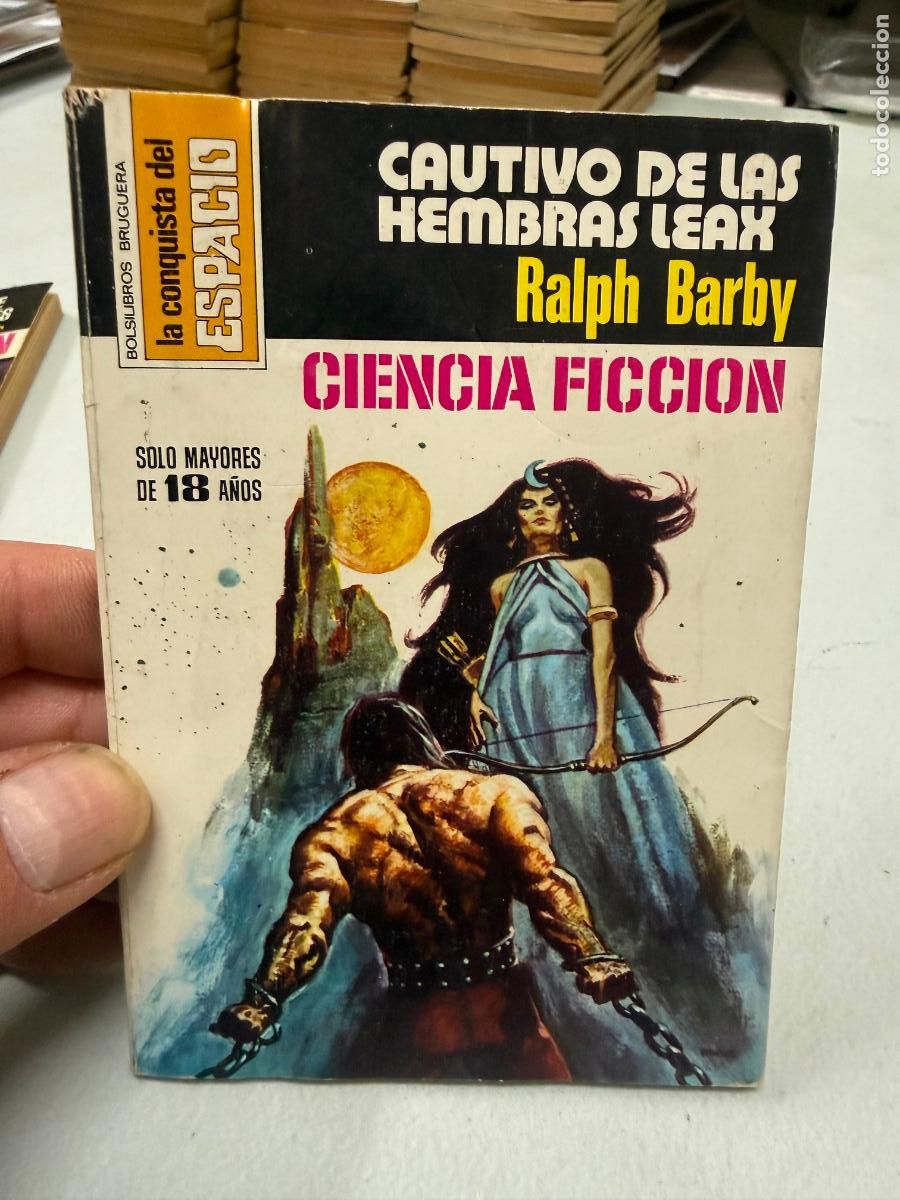 BOLSILIBROS BRUGUERA
la conquista del
ESPACIO
CAUTIVO DE LAS
HEMBRAS LEAX
Ralph Barby
CIENCIA FICCION
SOLO MAYORES
DE 18 AÑOS
todocoleccion